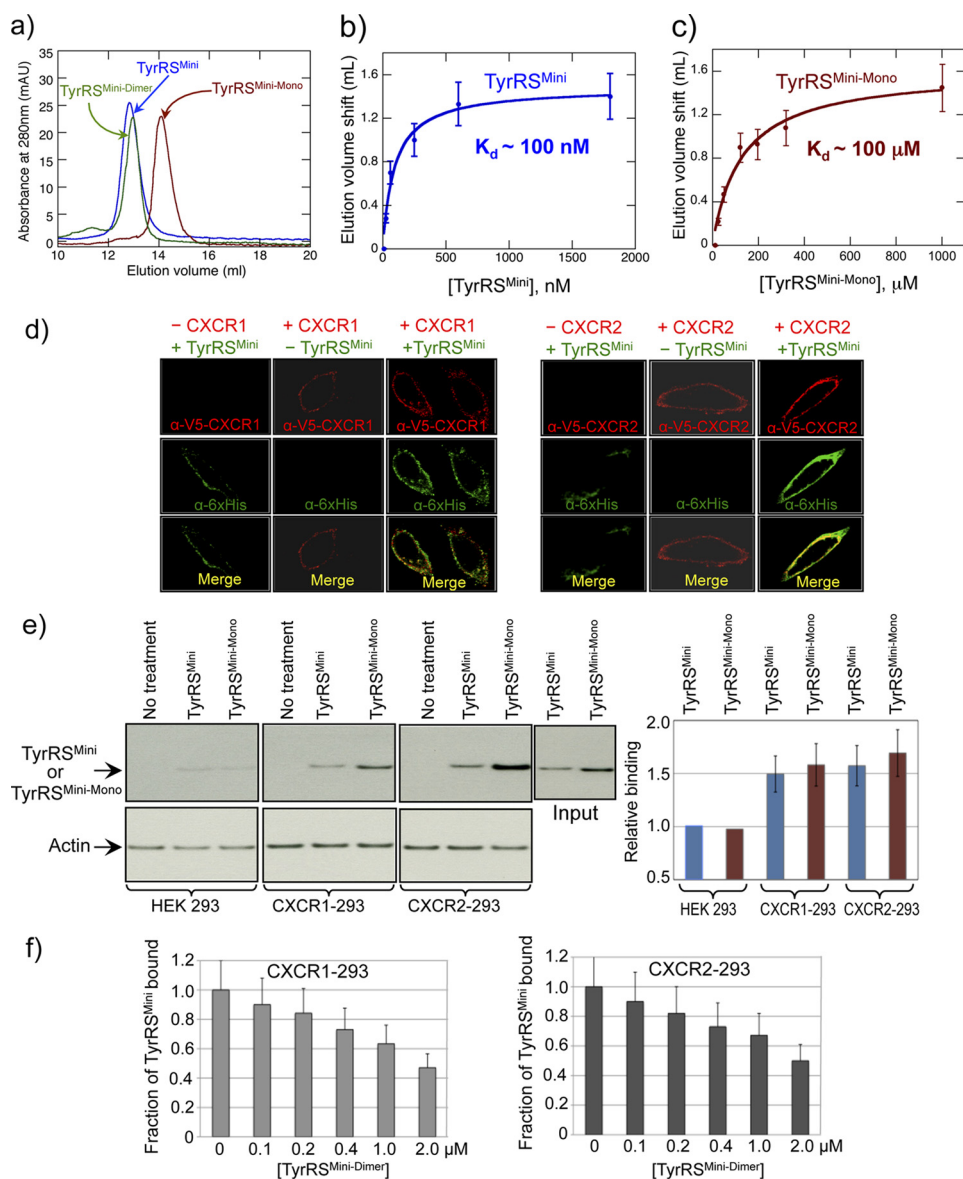 a)
Absorbance at 280nm (mAU)
35
30
25
20
15
10
5
0
10 12 14 16 18 20
Elution volume (ml)
TyrRS^Mini
TyrRS^Mini-Dimer
TyrRS^Mini-Mono
b)
Elution volume shift (mL)
1.6
1.2
0.8
0.4
0
TyrRS^Mini
K_d ~ 100 nM
0 500 1000 1500 2000
[TyrRS^Mini], nM
c)
Elution volume shift (mL)
1.6
1.2
0.8
0.4
0
TyrRS^Mini-Mono
K_d ~ 100 μM
0 200 400 600 800 1000
[TyrRS^Mini-Mono], μM
d)
− CXCR1 + CXCR1 + CXCR1
+ TyrRS^Mini − TyrRS^Mini +TyrRS^Mini
α-V5-CXCR1 α-V5-CXCR1 α-V5-CXCR1
α-6xHis α-6xHis α-6xHis
Merge Merge Merge
− CXCR2 + CXCR2 + CXCR2
+ TyrRS^Mini − TyrRS^Mini +TyrRS^Mini
α-V5-CXCR2 α-V5-CXCR2 α-V5-CXCR2
α-6xHis α-6xHis α-6xHis
Merge Merge Merge
e)
No treatment
TyrRS^Mini
TyrRS^Mini-Mono
No treatment
TyrRS^Mini
TyrRS^Mini-Mono
No treatment
TyrRS^Mini
TyrRS^Mini-Mono
TyrRS^Mini
TyrRS^Mini-Mono
TyrRS^Mini
or
TyrRS^Mini-Mono
Input
Actin
HEK 293 CXCR1-293 CXCR2-293
TyrRS^Mini
TyrRS^Mini-Mono
TyrRS^Mini
TyrRS^Mini-Mono
TyrRS^Mini
TyrRS^Mini-Mono
Relative binding
2.0
1.5
1.0
0.5
HEK 293 CXCR1-293 CXCR2-293
f)
Fraction of TyrRS^Mini bound
1.2
1.0
0.8
0.6
0.4
0.2
0
CXCR1-293
0 0.1 0.2 0.4 1.0 2.0 μM
[TyrRS^Mini-Dimer]
Fraction of TyrRS^Mini bound
1.2
1.0
0.8
0.6
0.4
0.2
0
CXCR2-293
0 0.1 0.2 0.4 1.0 2.0 μM
[TyrRS^Mini-Dimer]